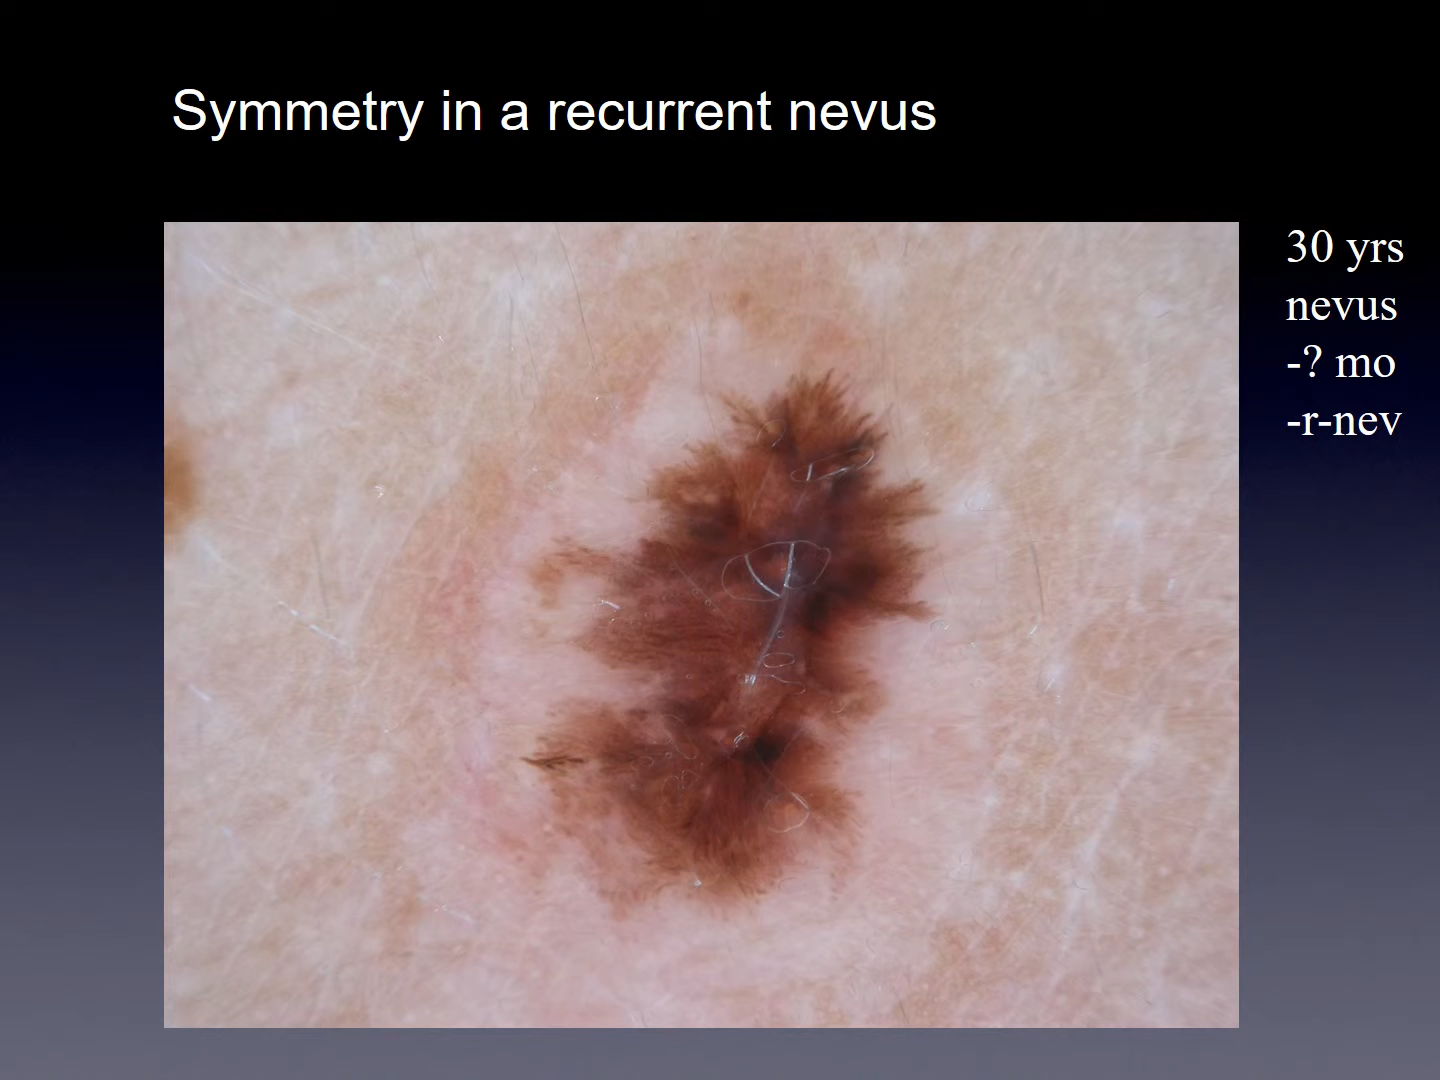 Symmetry in a recurrent nevus
30 yrs
nevus
-? mo
-r-nev